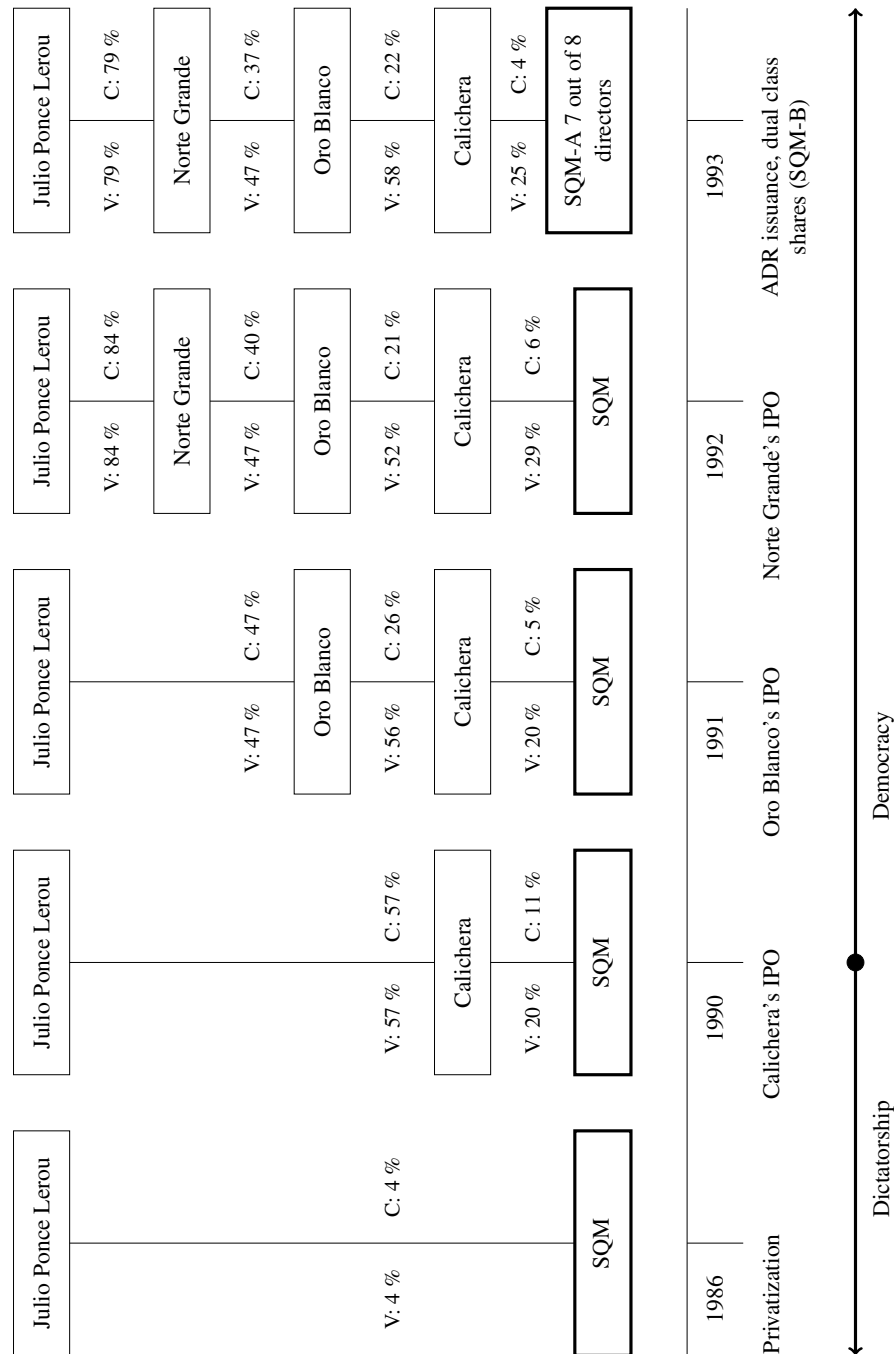 Julio Ponce Lerou
V: 4 %
C: 4 %
SQM
1986
Privatization
Julio Ponce Lerou
V: 57 %
C: 57 %
Calichera
V: 20 %
C: 11 %
SQM
1990
Calichera's IPO
Julio Ponce Lerou
V: 47 %
C: 47 %
Oro Blanco
V: 56 %
C: 26 %
Calichera
V: 20 %
C: 5 %
SQM
1991
Oro Blanco's IPO
Julio Ponce Lerou
V: 84 %
C: 84 %
Norte Grande
V: 47 %
C: 40 %
Oro Blanco
V: 52 %
C: 21 %
Calichera
V: 29 %
C: 6 %
SQM
1992
Norte Grande's IPO
Julio Ponce Lerou
V: 79 %
C: 79 %
Norte Grande
V: 47 %
C: 37 %
Oro Blanco
V: 58 %
C: 22 %
Calichera
V: 25 %
C: 4 %
SQM-A 7 out of 8
directors
1993
ADR issuance, dual class
shares (SQM-B)
Dictatorship
Democracy